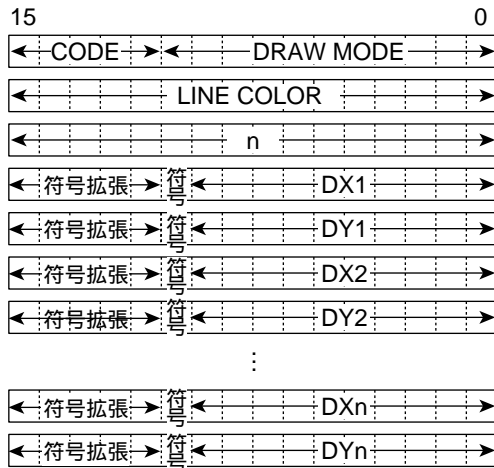 15 0
CODE DRAW MODE
LINE COLOR
n
符号拡張 符号 DX1
符号拡張 符号 DY1
符号拡張 符号 DX2
符号拡張 符号 DY2
⋮
符号拡張 符号 DXn
符号拡張 符号 DYn